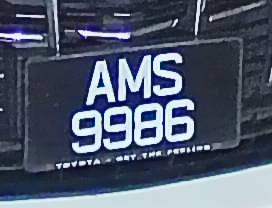 AMS
9986
TOYOTA - GET THE FEELING